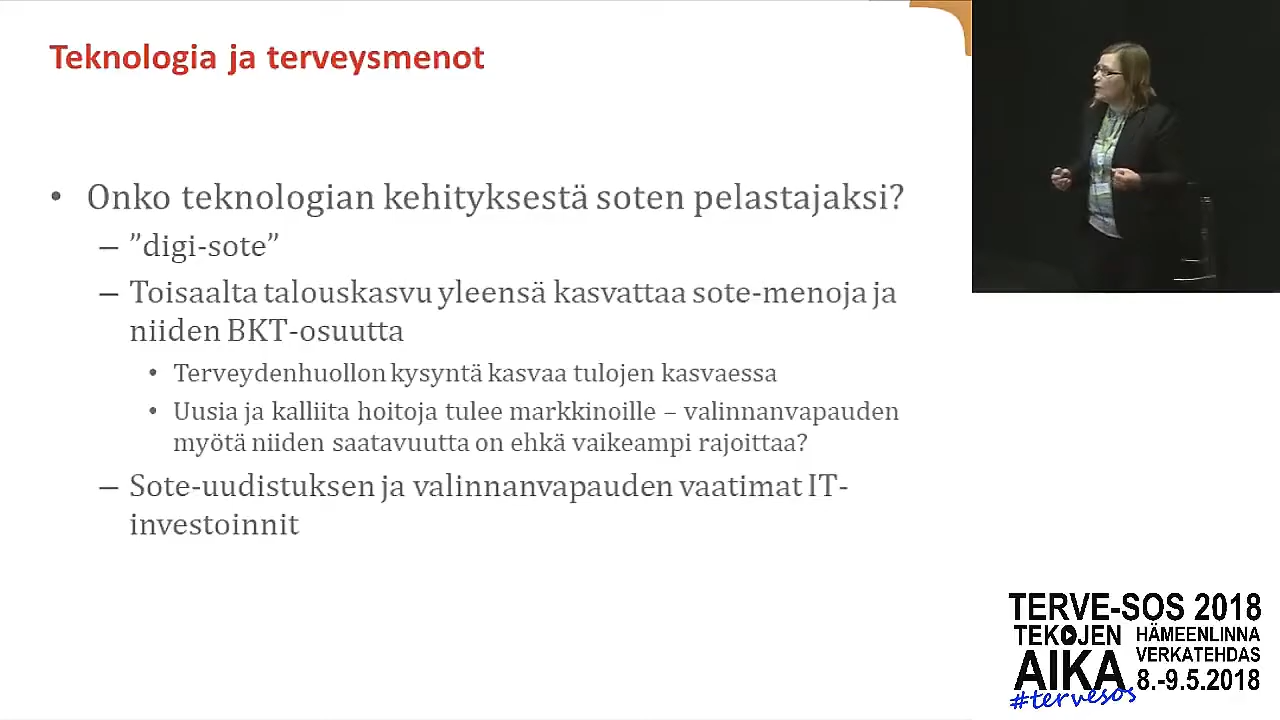 Teknologia ja terveysmenot
• Onko teknologian kehityksestä soten pelastajaksi?
– ”digi-sote”
– Toisaalta talouskasvu yleensä kasvattaa sote-menoja ja
niiden BKT-osuutta
• Terveydenhuollon kysyntä kasvaa tulojen kasvaessa
• Uusia ja kalliita hoitoja tulee markkinoille – valinnanvapauden
myötä niiden saatavuutta on ehkä vaikeampi rajoittaa?
– Sote-uudistuksen ja valinnanvapauden vaatimat IT-
investoinnit
TERVE-SOS 2018
TEKOJEN
AIKA
HÄMEENLINNA
VERKATEHDAS
8.-9.5.2018
#tervesos